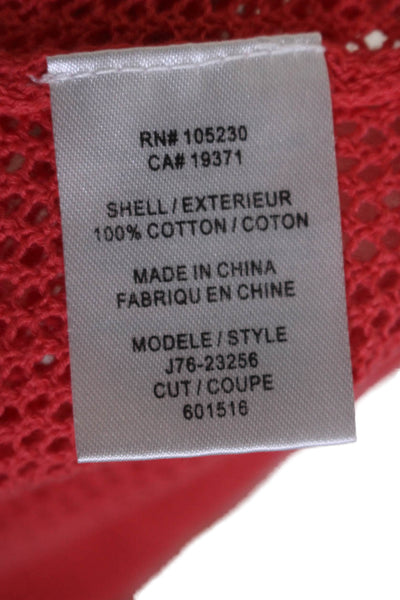 RN# 105230
CA# 19371
SHELL / EXTERIEUR
100% COTTON / COTON
MADE IN CHINA
FABRIQU EN CHINE
MODELE / STYLE
J76-23256
CUT / COUPE
601516